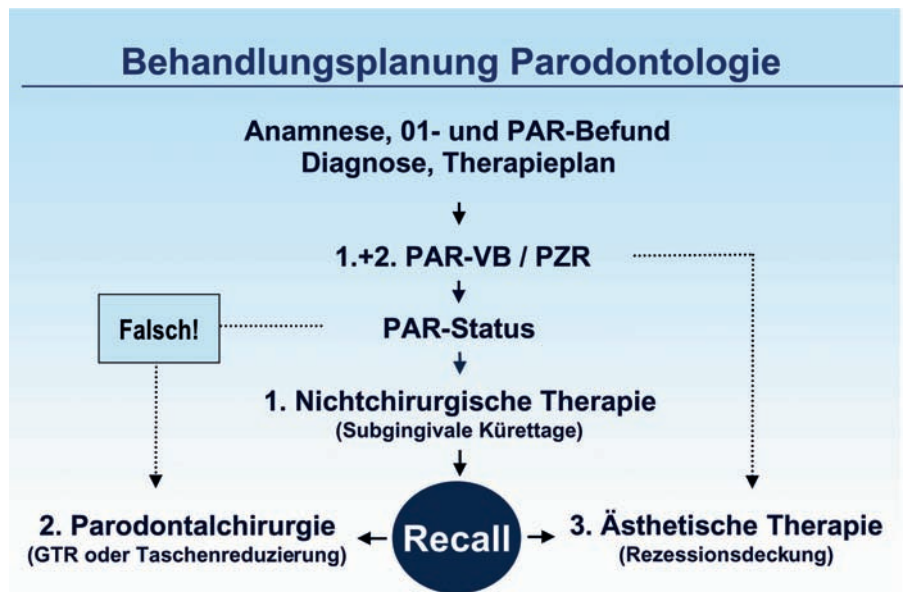 Behandlungsplanung Parodontologie
Anamnese, 01- und PAR-Befund
Diagnose, Therapieplan
1.+2. PAR-VB / PZR
Falsch!
PAR-Status
1. Nichtchirurgische Therapie
(Subgingivale Kürettage)
2. Parodontalchirurgie
(GTR oder Taschenreduzierung)
Recall
3. Ästhetische Therapie
(Rezessionsdeckung)